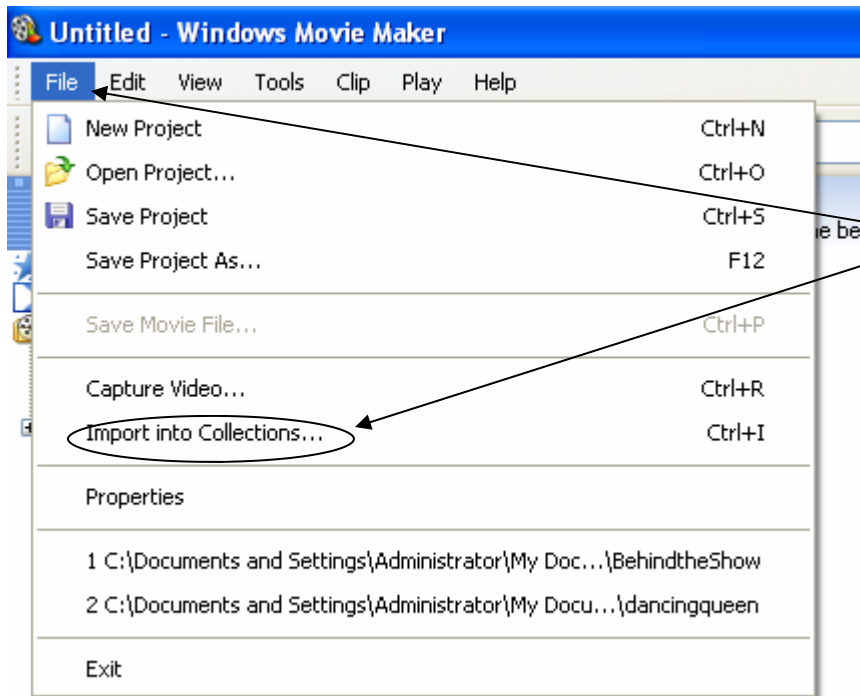 Untitled - Windows Movie Maker
File Edit View Tools Clip Play Help
New Project Ctrl+N
Open Project... Ctrl+O
Save Project Ctrl+S
Save Project As... F12
Save Movie File... Ctrl+P
Capture Video... Ctrl+R
Import into Collections... Ctrl+I
Properties
1 C:\Documents and Settings\Administrator\My Doc...\BehindtheShow
2 C:\Documents and Settings\Administrator\My Docu...\dancingqueen
Exit